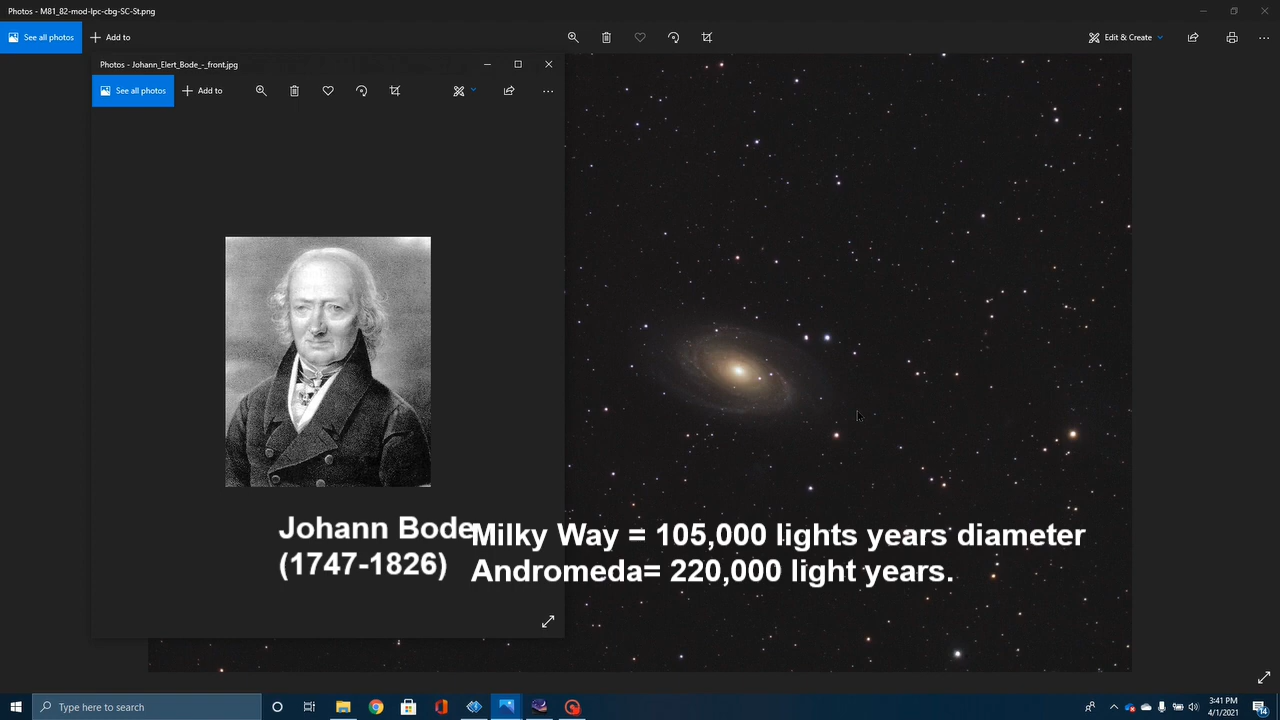 Photos - M81_82-mod-lpc-cbg-SC-St.png
See all photos
Add to
Edit & Create
Photos - Johann_Elert_Bode_-_front.jpg
See all photos
Add to
Johann Bode
(1747-1826)
Milky Way = 105,000 lights years diameter
Andromeda= 220,000 light years.
Type here to search
3:41 PM
4/1/2021
14